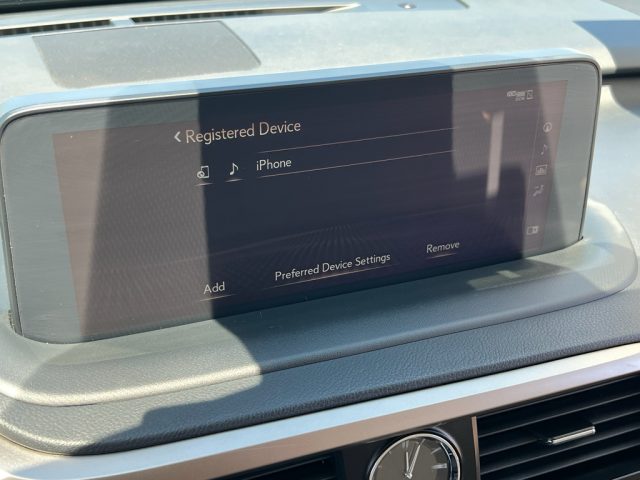 Registered Device
iPhone
Add
Preferred Device Settings
Remove